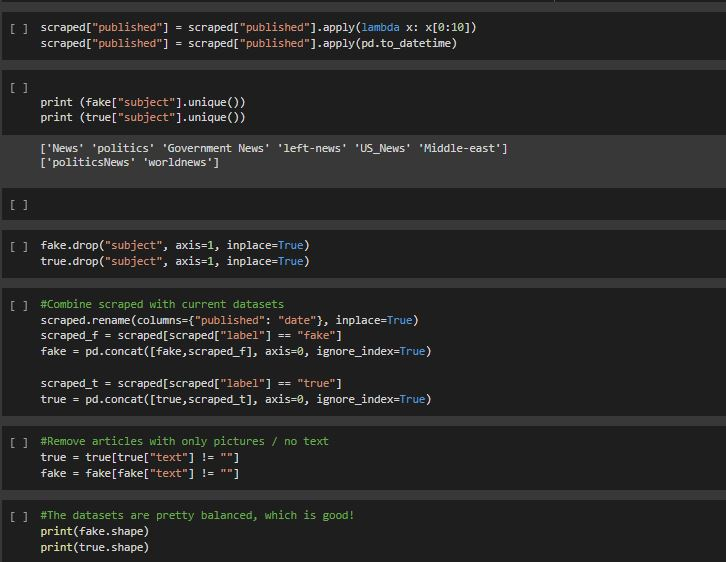 [ ] scraped["published"] = scraped["published"].apply(lambda x: x[0:10])
scraped["published"] = scraped["published"].apply(pd.to_datetime)
[ ]
print (fake["subject"].unique())
print (true["subject"].unique())
['News' 'politics' 'Government News' 'left-news' 'US_News' 'Middle-east']
['politicsNews' 'worldnews']
[ ]
[ ] fake.drop("subject", axis=1, inplace=True)
true.drop("subject", axis=1, inplace=True)
[ ] #Combine scraped with current datasets
scraped.rename(columns={"published": "date"}, inplace=True)
scraped_f = scraped[scraped["label"] == "fake"]
fake = pd.concat([fake,scraped_f], axis=0, ignore_index=True)
scraped_t = scraped[scraped["label"] == "true"]
true = pd.concat([true,scraped_t], axis=0, ignore_index=True)
[ ] #Remove articles with only pictures / no text
true = true[true["text"] != ""]
fake = fake[fake["text"] != ""]
[ ] #The datasets are pretty balanced, which is good!
print(fake.shape)
print(true.shape)